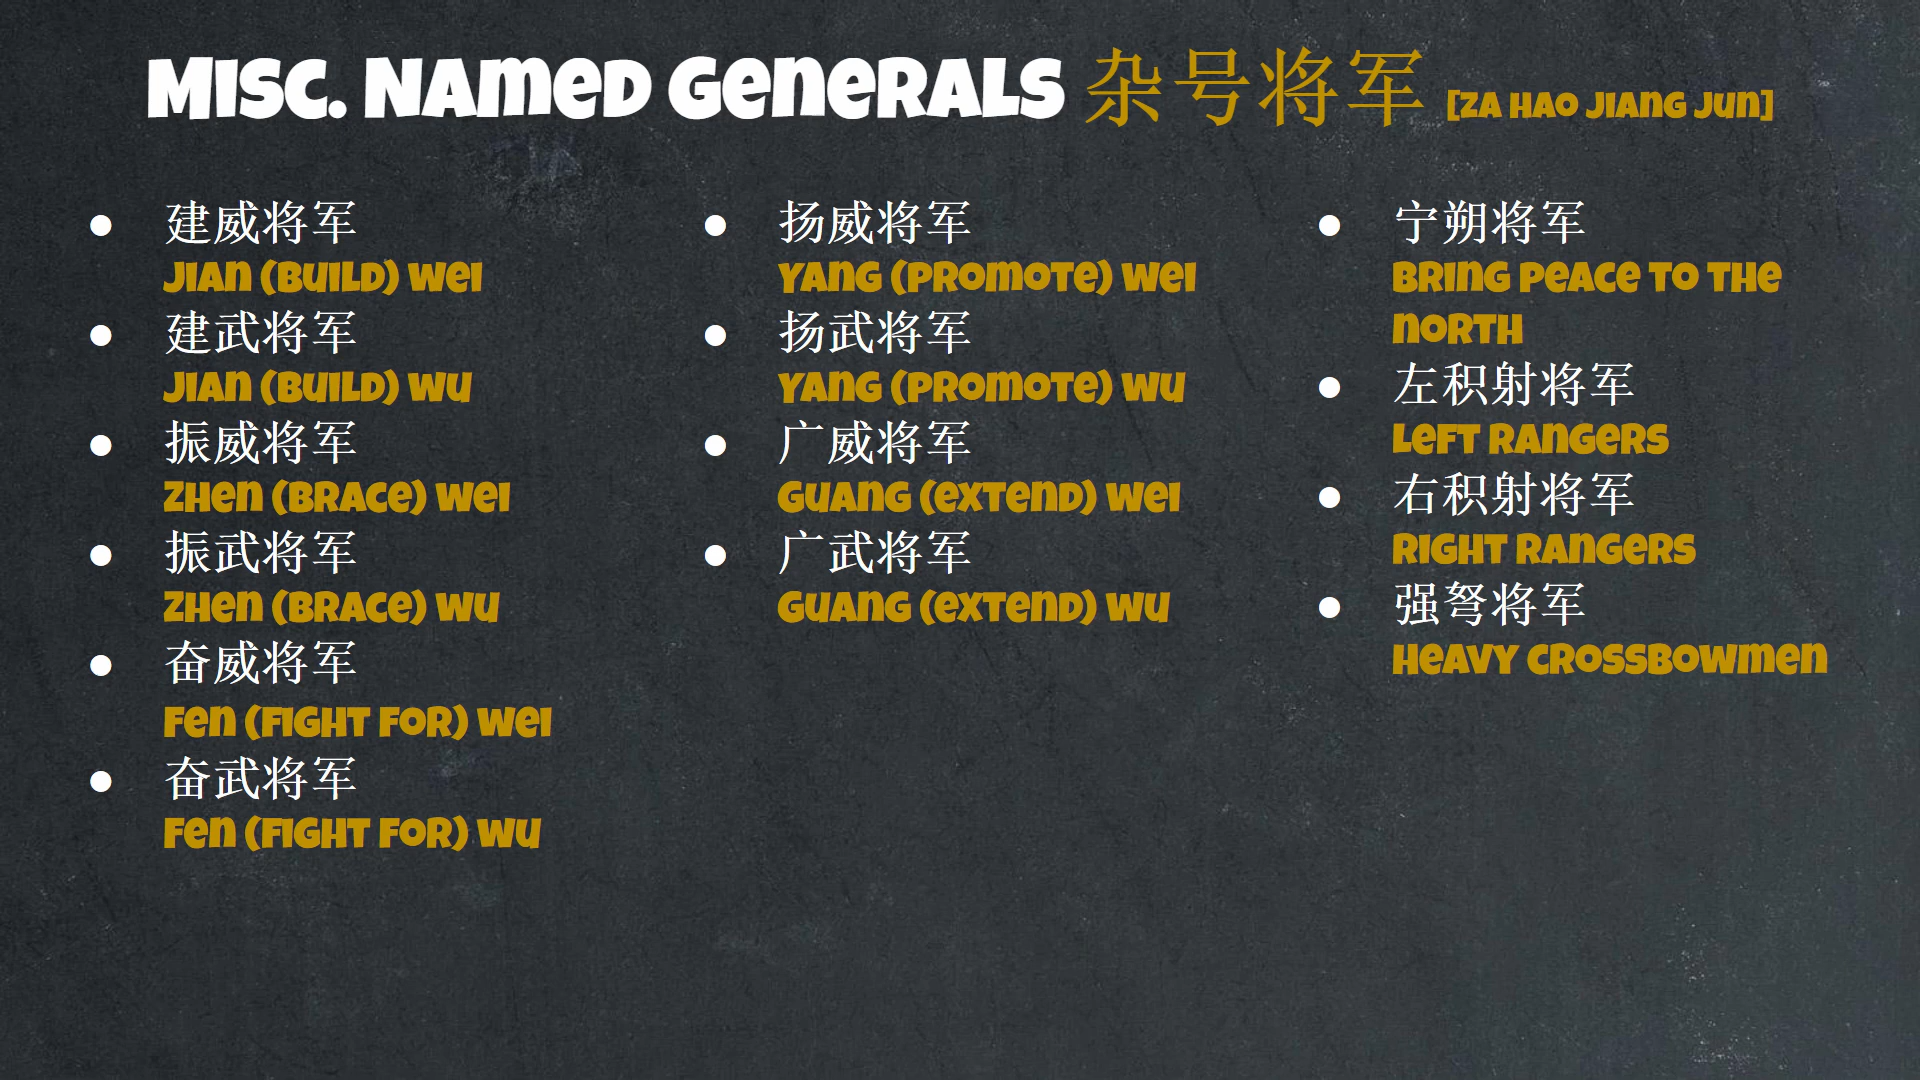 Misc. Named Generals 杂号将军 [Za Hao Jiang Jun]
● 建威将军
Jian (Build) Wei
● 建武将军
Jian (Build) Wu
● 振威将军
Zhen (Brace) Wei
● 振武将军
Zhen (Brace) Wu
● 奋威将军
Fen (Fight for) Wei
● 奋武将军
Fen (Fight for) Wu
● 扬威将军
Yang (Promote) Wei
● 扬武将军
Yang (Promote) Wu
● 广威将军
Guang (Extend) Wei
● 广武将军
Guang (Extend) Wu
● 宁朔将军
Bring Peace to the
North
● 左积射将军
Left Rangers
● 右积射将军
Right Rangers
● 强弩将军
Heavy Crossbowmen